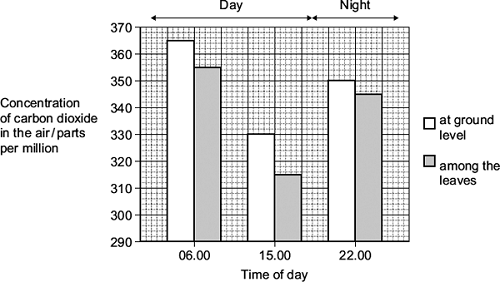 Day Night
370
360
350
340
330
320
310
300
290
Concentration
of carbon dioxide
in the air/parts
per million
at ground
level
among the
leaves
06.00 15.00 22.00
Time of day